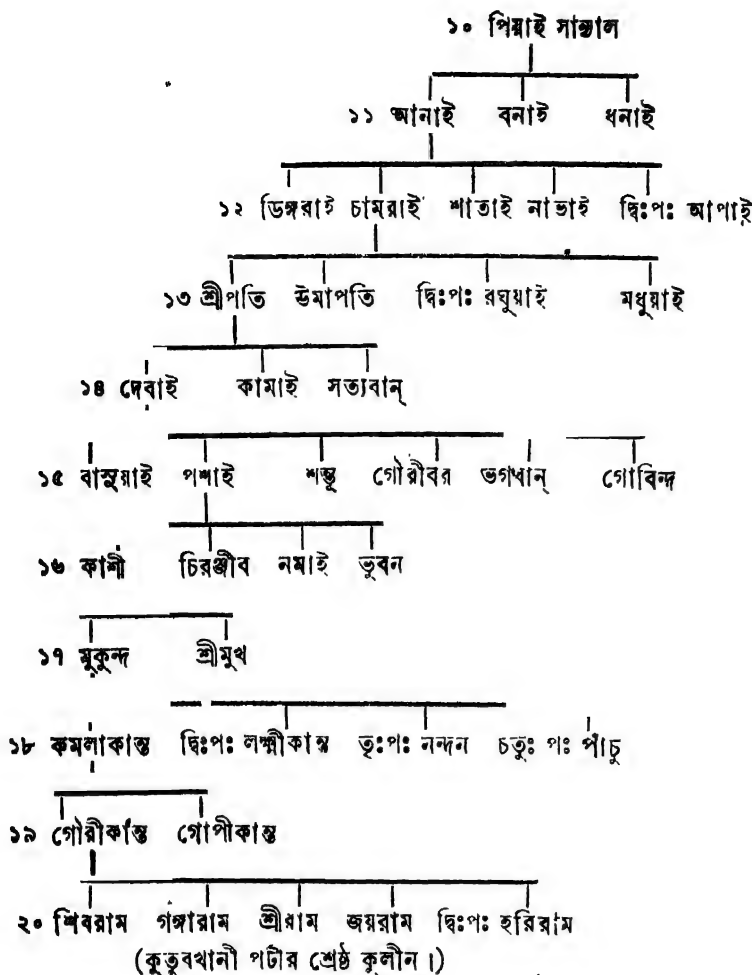 ১০ পিয়াই সান্তাল
১১ আনাই বনাই ধনাই
১২ ডিঙ্গরাই চামরাই শাতাই নাভাই দ্বিঃপঃ আপাই
১৩ শ্রীপতি উমাপতি দ্বিঃপঃ রঘুয়াই মধুয়াই
১৪ দেবাই কামাই সত্যবান্
১৫ বাসুয়াই পশাই শম্ভূ গৌরীবর ভগবান্ গোবিন্দ
১৬ কাশী চিরঞ্জীব নমাই ভুবন
১৭ মুকুন্দ শ্রীমুখ
১৮ কমলাকান্ত দ্বিঃপঃ লক্ষ্মীকান্ত তৃঃপঃ নন্দন চতুঃ পঃ পাঁচু
১৯ গৌরীকান্ত গোপীকান্ত
২০ শিবরাম গঙ্গারাম শ্রীরাম জয়রাম দ্বিঃপঃ হরিরাম
(কুতুবখানী পটীর শ্রেষ্ঠ কুলীন।)